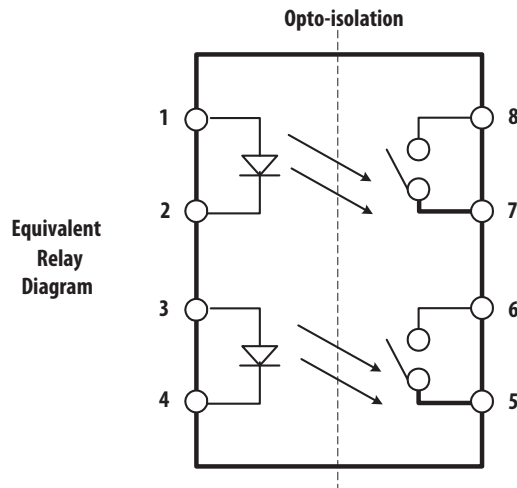 Opto-isolation
1
8
2
7
Equivalent
Relay
Diagram
3
6
4
5